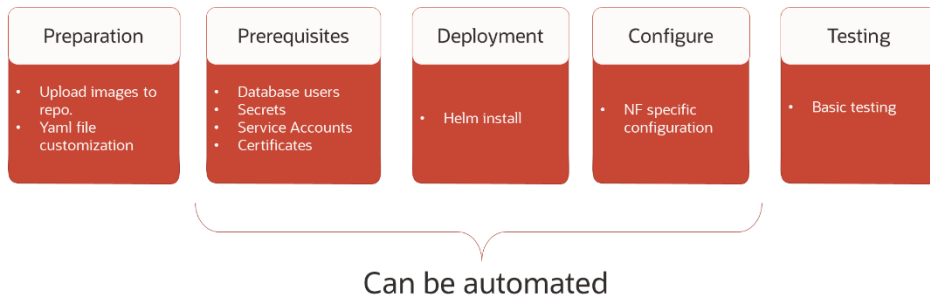 Preparation
• Upload images to
repo.
• Yaml file
customization
Prerequisites
• Database users
• Secrets
• Service Accounts
• Certificates
Deployment
• Helm install
Configure
• NF specific
configuration
Testing
• Basic testing
Can be automated